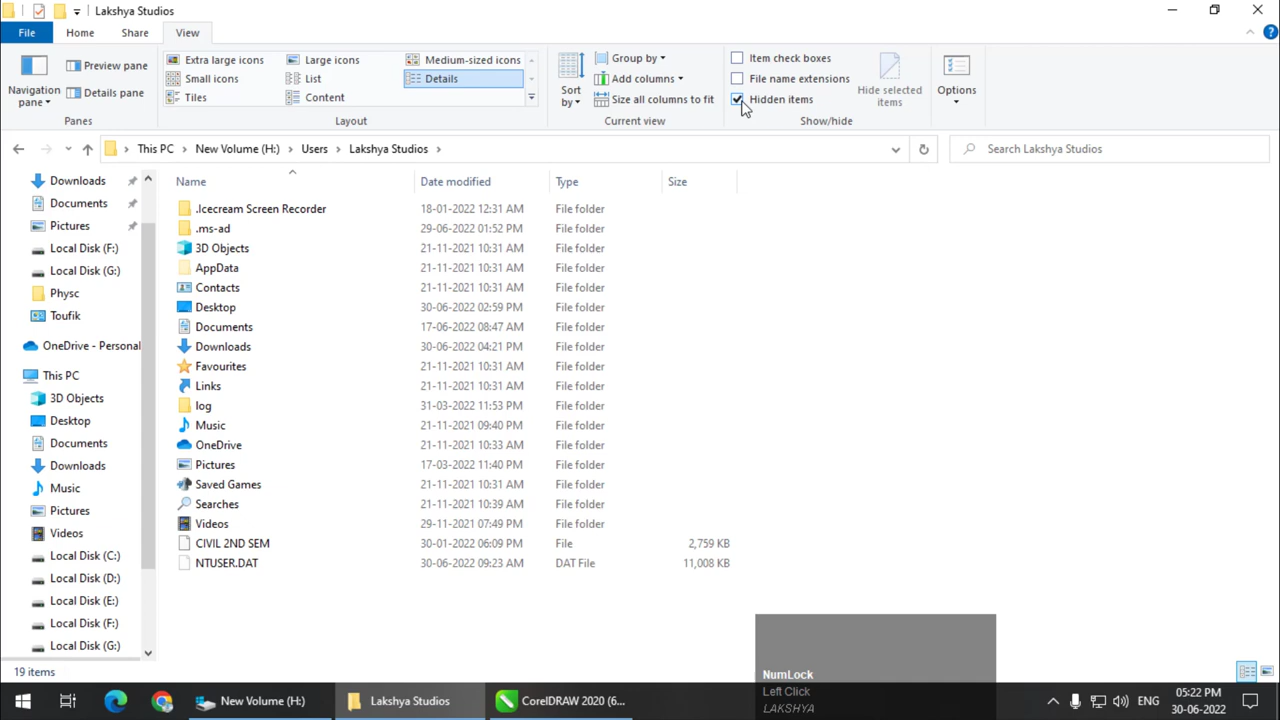 Lakshya Studios
File Home Share View
Navigation pane
Preview pane
Details pane
Panes
Extra large icons Large icons Medium-sized icons
Small icons List Details
Tiles Content
Layout
Sort by
Group by
Add columns
Size all columns to fit
Current view
Item check boxes
File name extensions
Hidden items
Hide selected items
Show/hide
Options
This PC New Volume (H:) Users Lakshya Studios
Search Lakshya Studios
Downloads
Documents
Pictures
Local Disk (F:)
Local Disk (G:)
Physc
Toufik
OneDrive - Personal
This PC
3D Objects
Desktop
Documents
Downloads
Music
Pictures
Videos
Local Disk (C:)
Local Disk (D:)
Local Disk (E:)
Local Disk (F:)
Local Disk (G:)
Name Date modified Type Size
.Icecream Screen Recorder 18-01-2022 12:31 AM File folder
.ms-ad 29-06-2022 01:52 PM File folder
3D Objects 21-11-2021 10:31 AM File folder
AppData 21-11-2021 10:31 AM File folder
Contacts 21-11-2021 10:31 AM File folder
Desktop 30-06-2022 02:59 PM File folder
Documents 17-06-2022 08:47 AM File folder
Downloads 30-06-2022 04:21 PM File folder
Favourites 21-11-2021 10:31 AM File folder
Links 21-11-2021 10:31 AM File folder
log 31-03-2022 11:53 PM File folder
Music 21-11-2021 09:40 PM File folder
OneDrive 21-11-2021 10:33 AM File folder
Pictures 17-03-2022 11:40 PM File folder
Saved Games 21-11-2021 10:31 AM File folder
Searches 21-11-2021 10:39 AM File folder
Videos 29-11-2021 07:49 PM File folder
CIVIL 2ND SEM 30-01-2022 06:09 PM File 2,759 KB
NTUSER.DAT 30-06-2022 09:23 AM DAT File 11,008 KB
19 items
NumLock
Left Click
LAKSHYA
New Volume (H:)
Lakshya Studios
CorelDRAW 2020 (6...
ENG
05:22 PM
30-06-2022